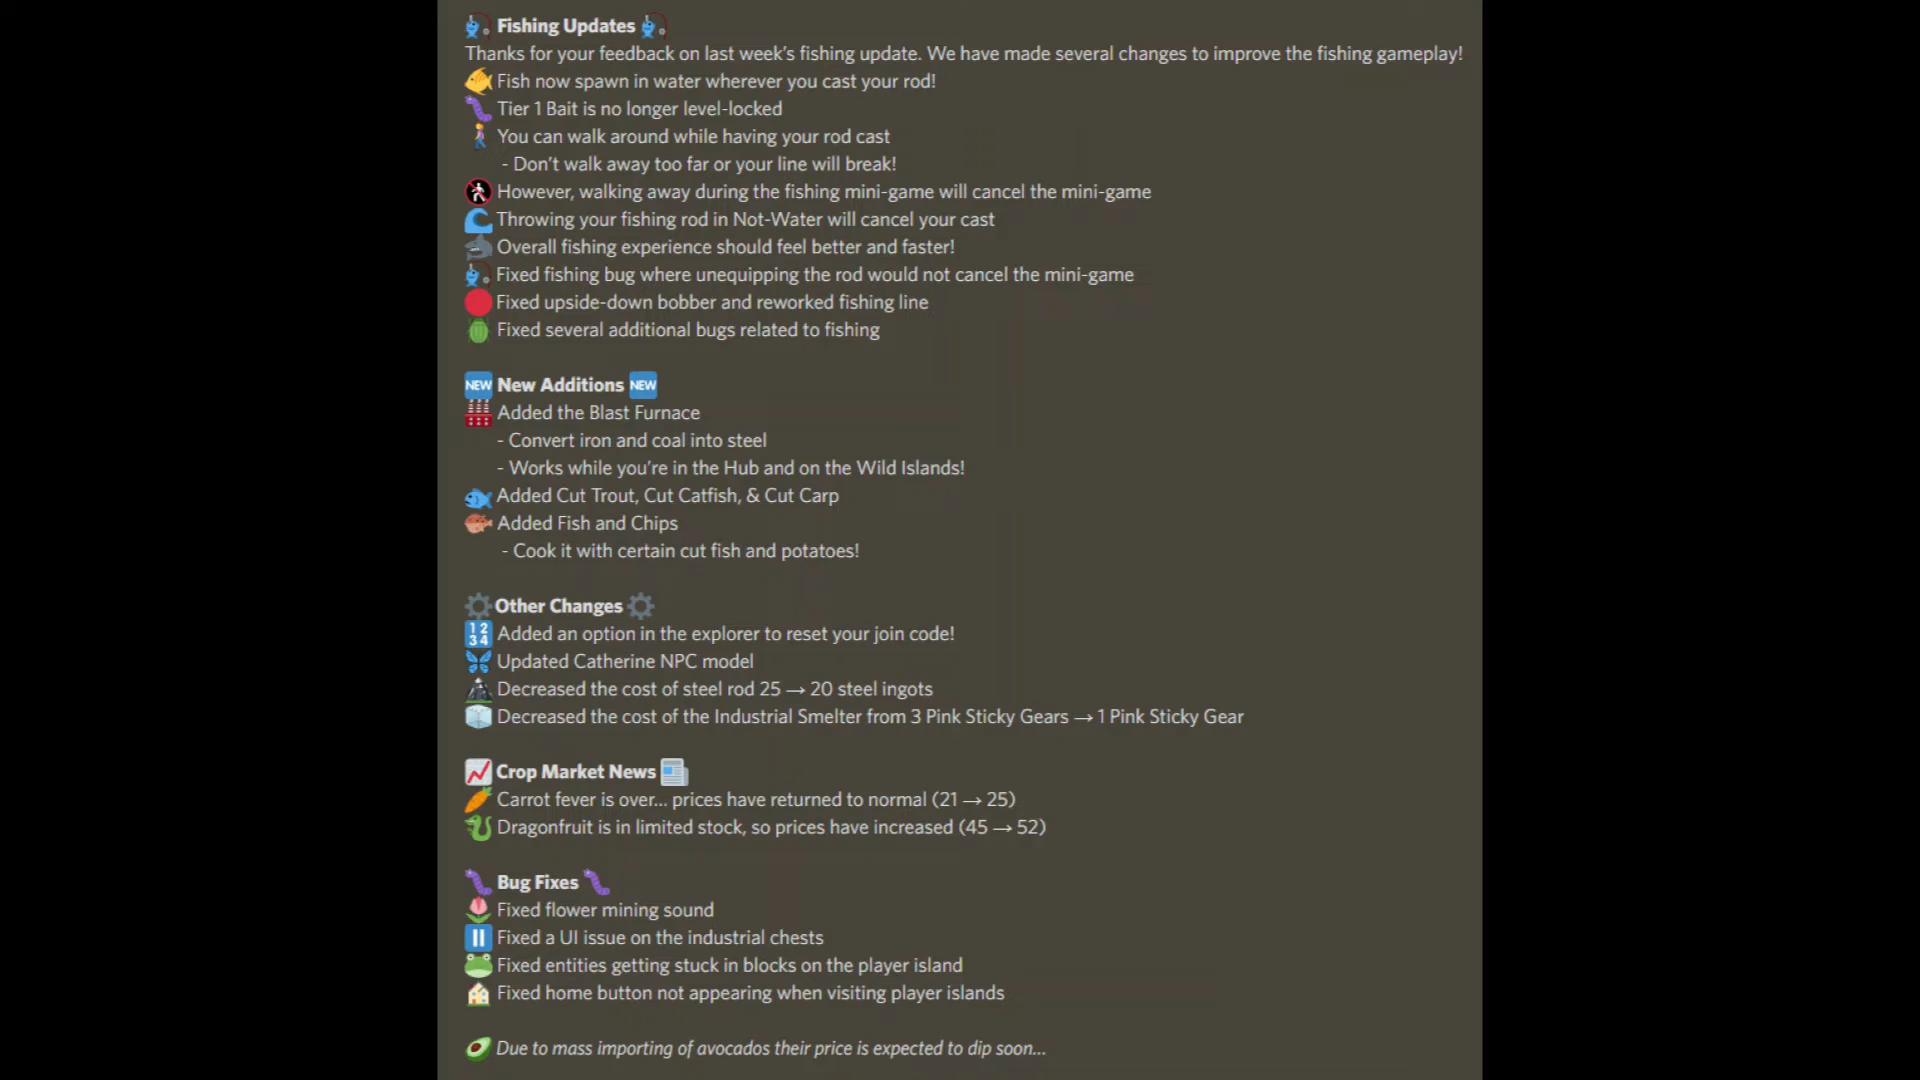 Fishing Updates
Thanks for your feedback on last week's fishing update. We have made several changes to improve the fishing gameplay!
Fish now spawn in water wherever you cast your rod!
Tier 1 Bait is no longer level-locked
You can walk around while having your rod cast
- Don't walk away too far or your line will break!
However, walking away during the fishing mini-game will cancel the mini-game
Throwing your fishing rod in Not-Water will cancel your cast
Overall fishing experience should feel better and faster!
Fixed fishing bug where unequipping the rod would not cancel the mini-game
Fixed upside-down bobber and reworked fishing line
Fixed several additional bugs related to fishing
NEW New Additions NEW
Added the Blast Furnace
- Convert iron and coal into steel
- Works while you're in the Hub and on the Wild Islands!
Added Cut Trout, Cut Catfish, & Cut Carp
Added Fish and Chips
- Cook it with certain cut fish and potatoes!
Other Changes
1234 Added an option in the explorer to reset your join code!
Updated Catherine NPC model
Decreased the cost of steel rod 25 → 20 steel ingots
Decreased the cost of the Industrial Smelter from 3 Pink Sticky Gears → 1 Pink Sticky Gear
Crop Market News
Carrot fever is over... prices have returned to normal (21 → 25)
Dragonfruit is in limited stock, so prices have increased (45 → 52)
Bug Fixes
Fixed flower mining sound
Fixed a UI issue on the industrial chests
Fixed entities getting stuck in blocks on the player island
Fixed home button not appearing when visiting player islands
Due to mass importing of avocados their price is expected to dip soon...